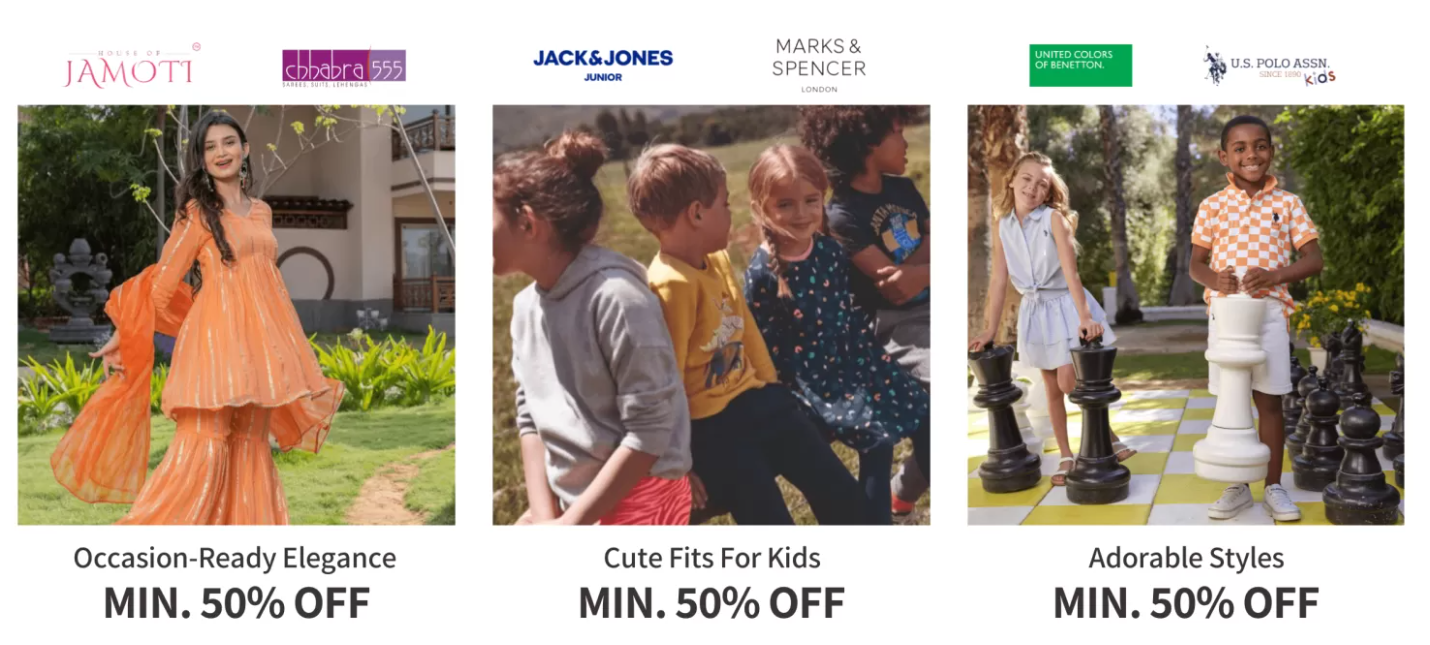 HOUSE OF
JAMOTI
chhabra 555
SAREES, SUITS, LEHENGAS
JACK&JONES
JUNIOR
MARKS &
SPENCER
LONDON
UNITED COLORS
OF BENETTON.
U.S. POLO ASSN.
SINCE 1890
kids
Occasion-Ready Elegance
MIN. 50% OFF
Cute Fits For Kids
MIN. 50% OFF
Adorable Styles
MIN. 50% OFF